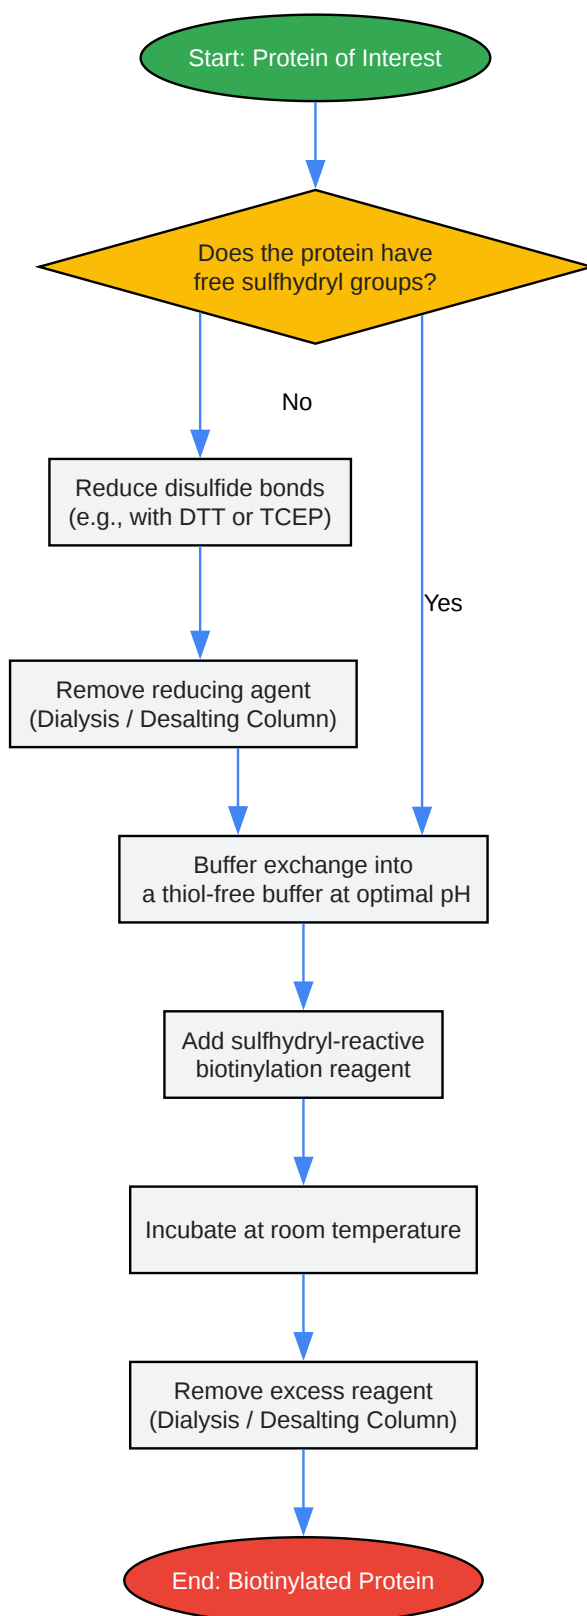 Start: Protein of Interest
Does the protein have
free sulfhydryl groups?
No
Reduce disulfide bonds
(e.g., with DTT or TCEP)
Yes
Remove reducing agent
(Dialysis / Desalting Column)
Buffer exchange into
a thiol-free buffer at optimal pH
Add sulfhydryl-reactive
biotinylation reagent
Incubate at room temperature
Remove excess reagent
(Dialysis / Desalting Column)
End: Biotinylated Protein